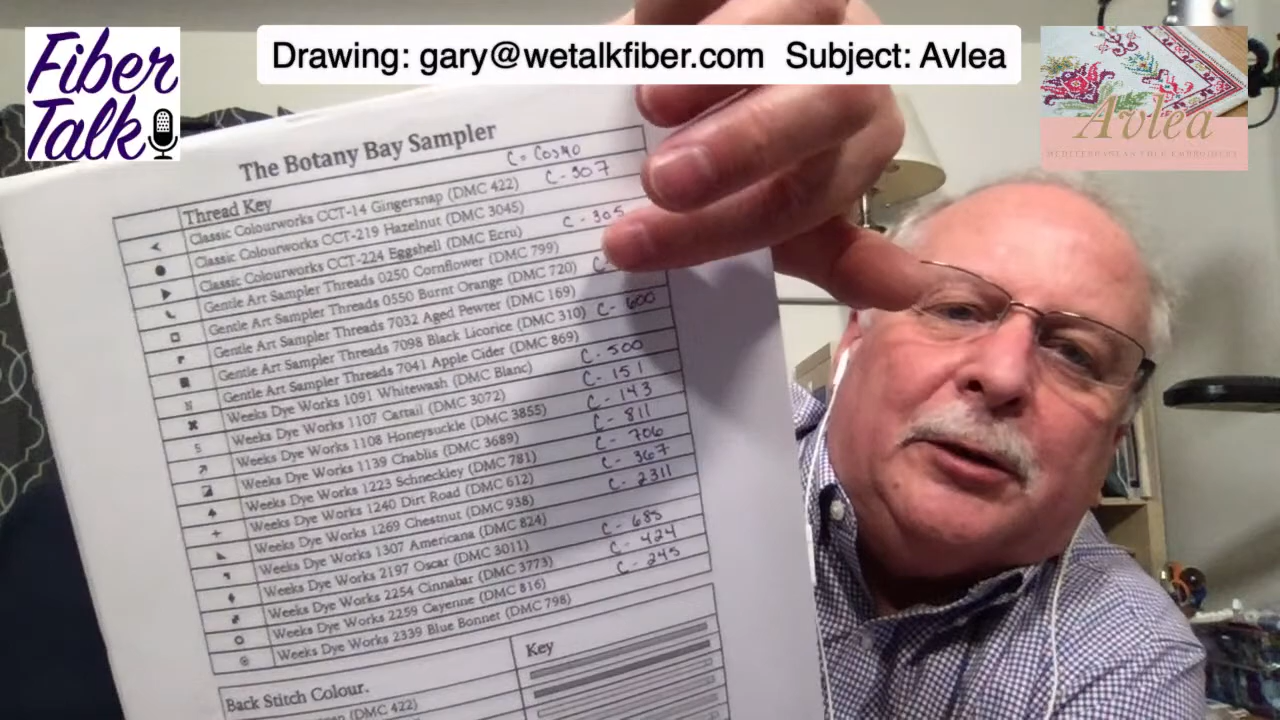 Fiber
Talk
Drawing: gary@wetalkfiber.com Subject: Avlea
Avlea
MEDITERRANEAN FOLK EMBROIDERY
The Botany Bay Sampler
C = Cosmo
Thread Key
Classic Colourworks CCT-14 Gingersnap (DMC 422) C - 307
Classic Colourworks CCT-219 Hazelnut (DMC 3045)
Classic Colourworks CCT-224 Eggshell (DMC Ecru) C - 305
Gentle Art Sampler Threads 0250 Cornflower (DMC 799)
Gentle Art Sampler Threads 0550 Burnt Orange (DMC 720) C-
Gentle Art Sampler Threads 7032 Aged Pewter (DMC 169)
Gentle Art Sampler Threads 7098 Black Licorice (DMC 310) C - 600
Gentle Art Sampler Threads 7041 Apple Cider (DMC 869)
Weeks Dye Works 1091 Whitewash (DMC Blanc) C - 500
Weeks Dye Works 1107 Cattail (DMC 3072) C - 151
Weeks Dye Works 1108 Honeysuckle (DMC 3855) C - 143
Weeks Dye Works 1139 Chablis (DMC 3689) C - 811
Weeks Dye Works 1223 Schneckley (DMC 781) C - 706
Weeks Dye Works 1240 Dirt Road (DMC 612) C - 367
Weeks Dye Works 1269 Chestnut (DMC 938) C - 2311
Weeks Dye Works 1307 Americana (DMC 824)
Weeks Dye Works 2197 Oscar (DMC 3011) C - 685
Weeks Dye Works 2254 Cinnabar (DMC 3773) C - 424
Weeks Dye Works 2259 Cayenne (DMC 816) C - 245
Weeks Dye Works 2339 Blue Bonnet (DMC 798)
Back Stitch Colour. Key
(DMC 422)